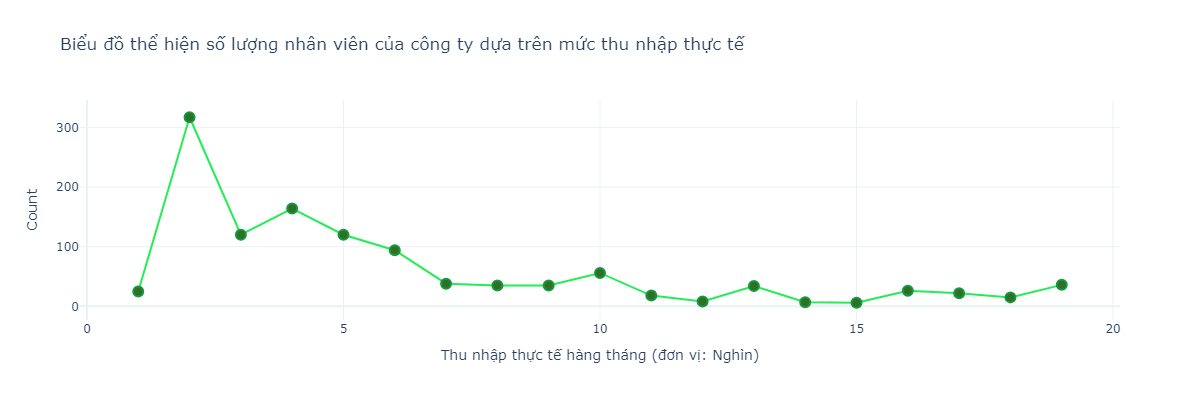 Biểu đồ thể hiện số lượng nhân viên của công ty dựa trên mức thu nhập thực tế
300
200
100
0
Count
0 5 10 15 20
Thu nhập thực tế hàng tháng (đơn vị: Nghìn)